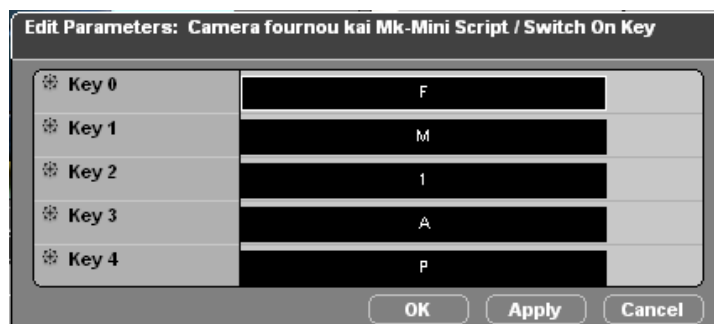 Edit Parameters: Camera fournou kai Mk-Mini Script / Switch On Key
Key 0 F
Key 1 M
Key 2 1
Key 3 A
Key 4 P
OK Apply Cancel